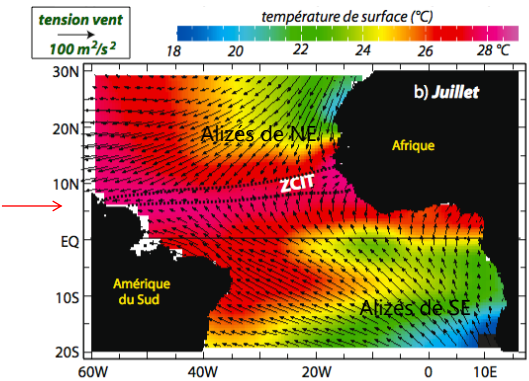 tension vent
100 m²/s²
température de surface (°C)
18 20 22 24 26 28 °C
30N
b) Juillet
20N
Alizés de NE
Afrique
10N
ZCIT
EQ
Amérique
du Sud
10S
Alizés de SE
20S
60W 40W 20W 0 10E